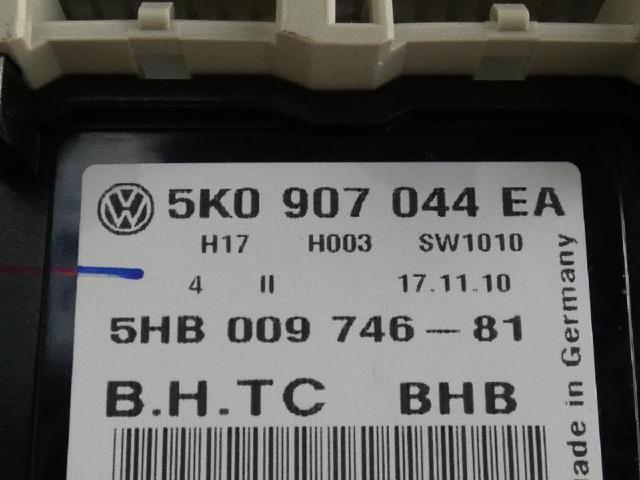 5K0 907 044 EA
H17 H003 SW1010
4 II 17.11.10
5HB 009 746-81
B.H.TC BHB
in Germany